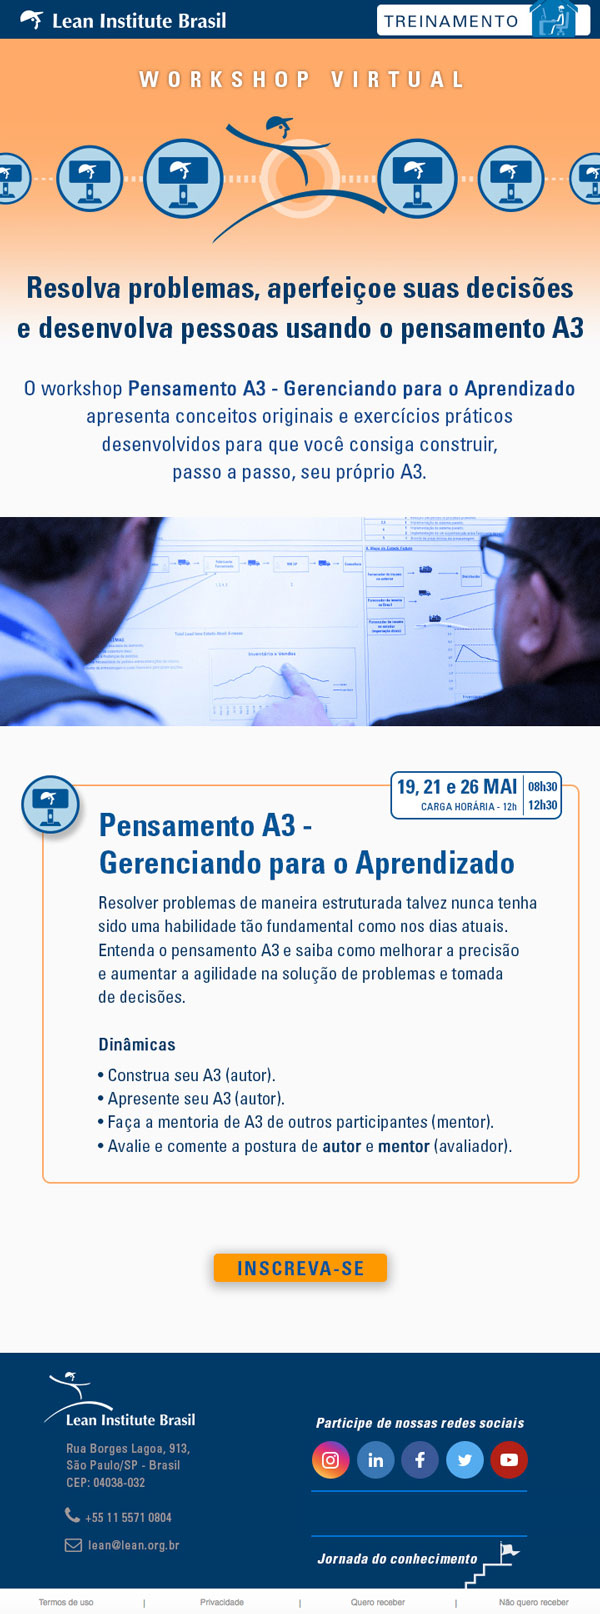 Lean Institute Brasil
TREINAMENTO
WORKSHOP VIRTUAL
Resolva problemas, aperfeiçoe suas decisões
e desenvolva pessoas usando o pensamento A3
O workshop Pensamento A3 - Gerenciando para o Aprendizado
apresenta conceitos originais e exercícios práticos
desenvolvidos para que você consiga construir,
passo a passo, seu próprio A3.
19, 21 e 26 MAI
CARGA HORÁRIA - 12h
08h30
12h30
Pensamento A3 -
Gerenciando para o Aprendizado
Resolver problemas de maneira estruturada talvez nunca tenha
sido uma habilidade tão fundamental como nos dias atuais.
Entenda o pensamento A3 e saiba como melhorar a precisão
e aumentar a agilidade na solução de problemas e tomada
de decisões.
Dinâmicas
• Construa seu A3 (autor).
• Apresente seu A3 (autor).
• Faça a mentoria de A3 de outros participantes (mentor).
• Avalie e comente a postura de autor e mentor (avaliador).
INSCREVA-SE
Lean Institute Brasil
Rua Borges Lagoa, 913,
São Paulo/SP - Brasil
CEP: 04038-032
+55 11 5571 0804
lean@lean.org.br
Participe de nossas redes sociais
Jornada do conhecimento
Termos de uso | Privacidade | Quero receber | Não quero receber